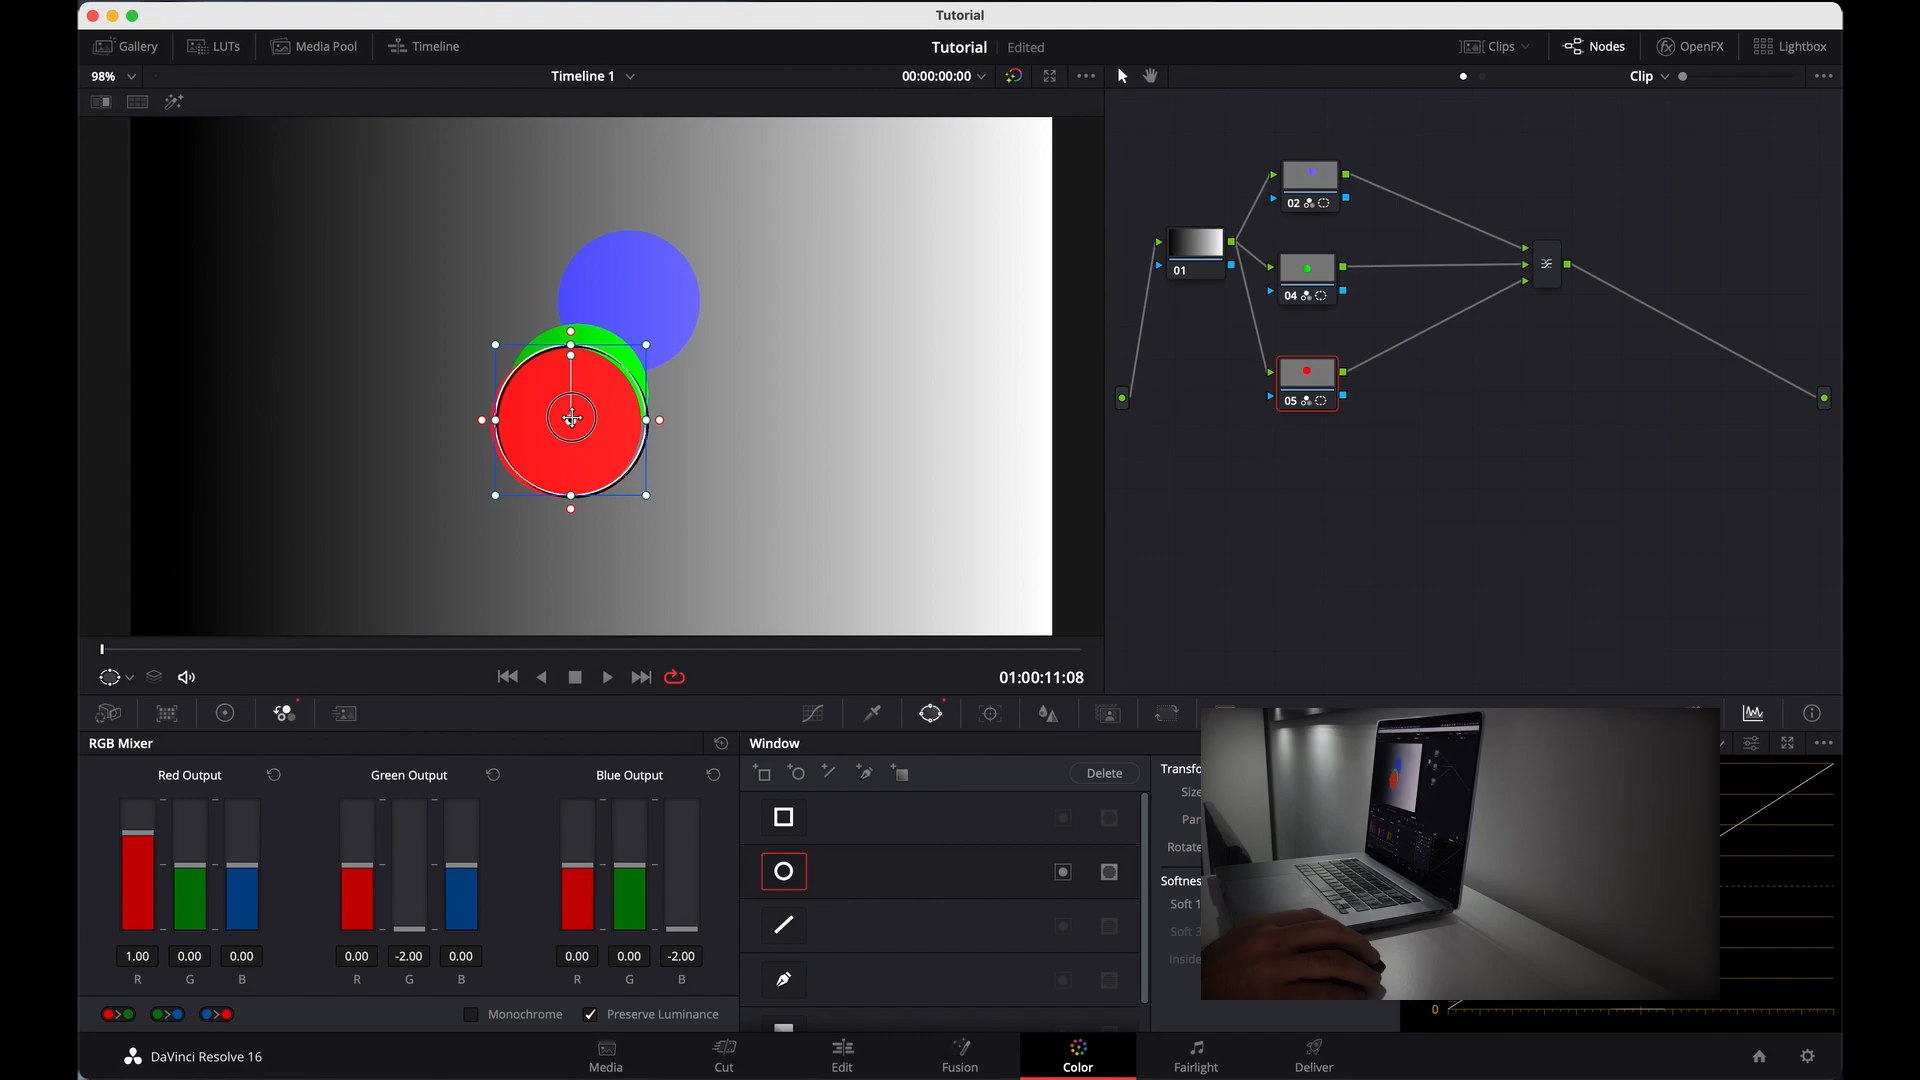 Tutorial
Gallery LUTs Media Pool Timeline Tutorial Edited Clips Nodes OpenFX Lightbox
98% Timeline 1 00:00:00:00 Clip
02
01
04
05
01:00:11:08
RGB Mixer Window
Red Output Green Output Blue Output Delete Transfo
Size
Pan
Rotate
Softnes
Soft 1
Soft 3
Inside
1.00 0.00 0.00 0.00 -2.00 0.00 0.00 0.00 -2.00
R G B R G B R G B
0
Monochrome Preserve Luminance
DaVinci Resolve 16 Media Cut Edit Fusion Color Fairlight Deliver